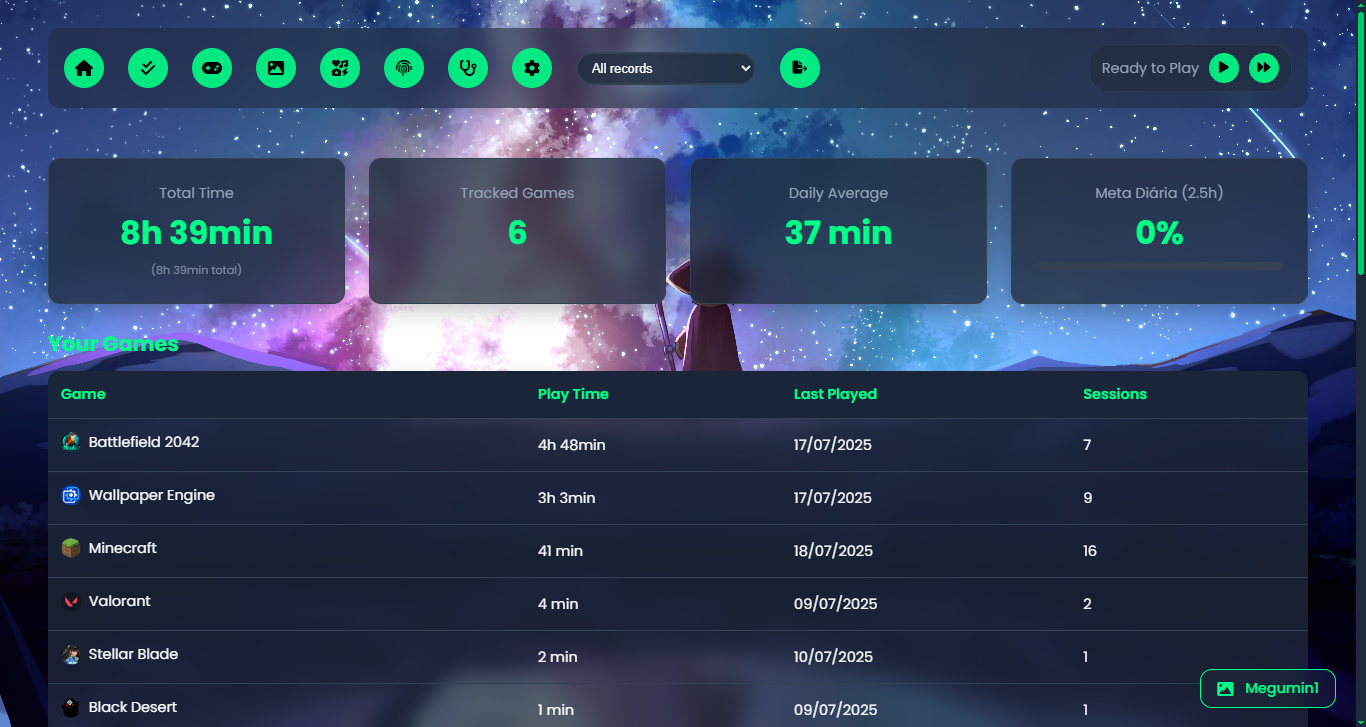 All records
Ready to Play
Total Time
8h 39min
(8h 39min total)
Tracked Games
6
Daily Average
37 min
Meta Diária (2.5h)
0%
Your Games
Game Play Time Last Played Sessions
Battlefield 2042 4h 48min 17/07/2025 7
Wallpaper Engine 3h 3min 17/07/2025 9
Minecraft 41 min 18/07/2025 16
Valorant 4 min 09/07/2025 2
Stellar Blade 2 min 10/07/2025 1
Black Desert 1 min 09/07/2025 1
Megumin1